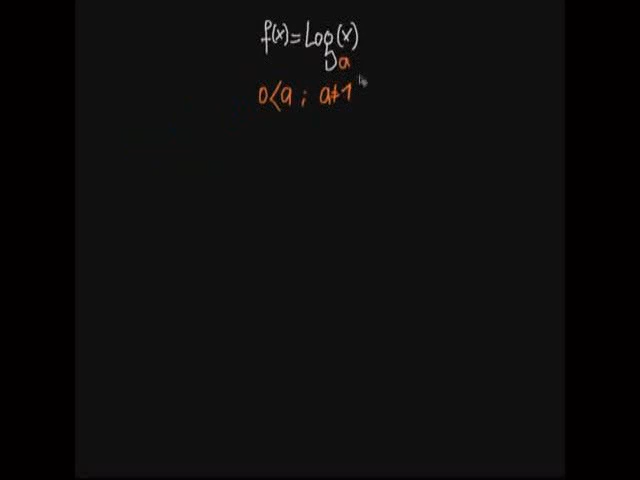 f(x)=Log(x)
a
0<a ; a≠1